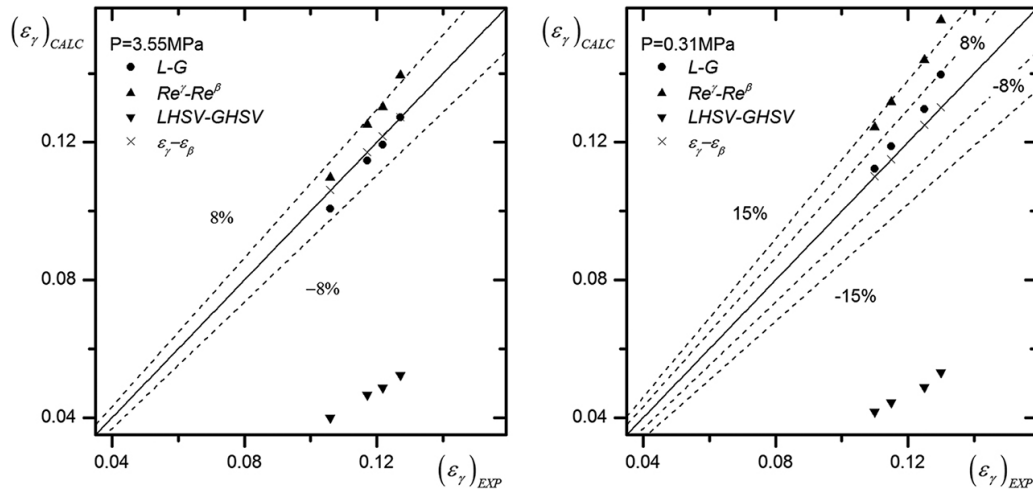 (εγ)CALC
P=3.55MPa
L-G
Reγ-Reβ
LHSV-GHSV
εγ–εβ
0.12
0.08
0.04
8%
–8%
0.04
0.08
0.12
(εγ)EXP
(εγ)CALC
P=0.31MPa
L-G
Reγ-Reβ
LHSV-GHSV
εγ–εβ
0.12
0.08
0.04
8%
-8%
15%
-15%
0.04
0.08
0.12
(εγ)EXP